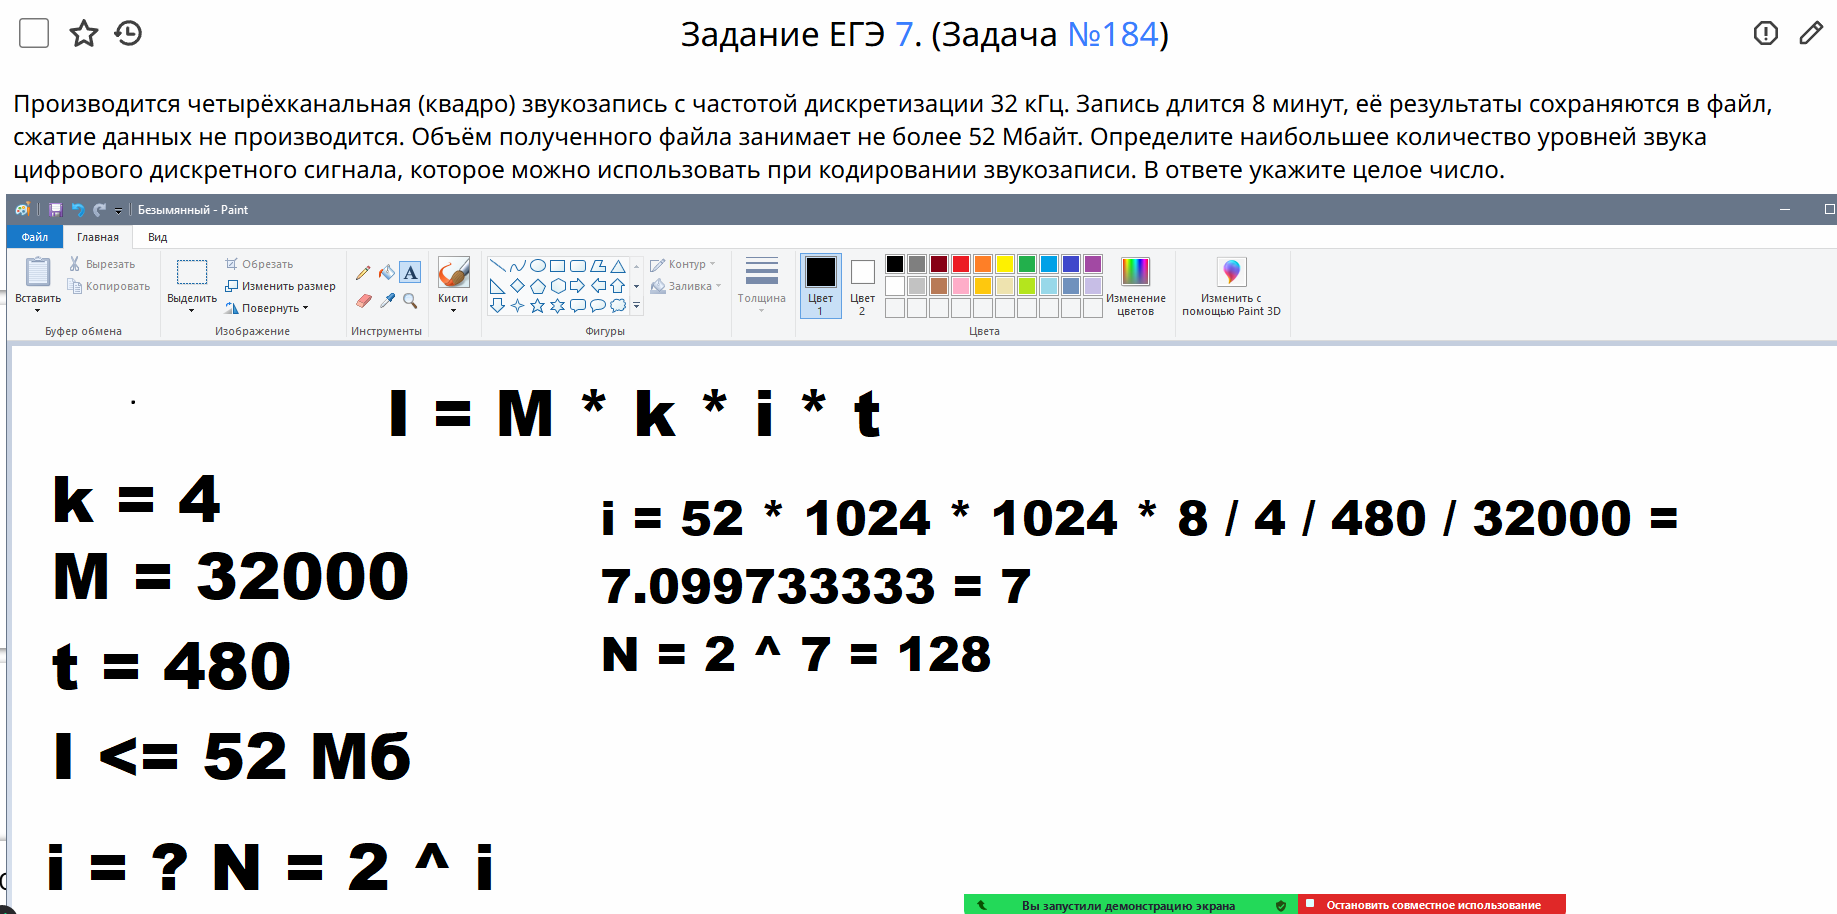 Задание ЕГЭ 7. (Задача №184)
Производится четырёхканальная (квадро) звукозапись с частотой дискретизации 32 кГц. Запись длится 8 минут, её результаты сохраняются в файл,
сжатие данных не производится. Объём полученного файла занимает не более 52 Мбайт. Определите наибольшее количество уровней звука
цифрового дискретного сигнала, которое можно использовать при кодировании звукозаписи. В ответе укажите целое число.
Безымянный - Paint
Файл Главная Вид
Вставить
Вырезать
Копировать
Буфер обмена
Выделить
Обрезать
Изменить размер
Повернуть
Изображение
A
Инструменты
Кисти
Контур
Заливка
Фигуры
Толщина
Цвет
1
Цвет
2
Изменение
цветов
Цвета
Изменить с
помощью Paint 3D
I = M * k * i * t
k = 4
M = 32000
t = 480
I <= 52 Мб
i = ? N = 2 ^ i
i = 52 * 1024 * 1024 * 8 / 4 / 480 / 32000 =
7.099733333 = 7
N = 2 ^ 7 = 128
Вы запустили демонстрацию экрана
Остановить совместное использование